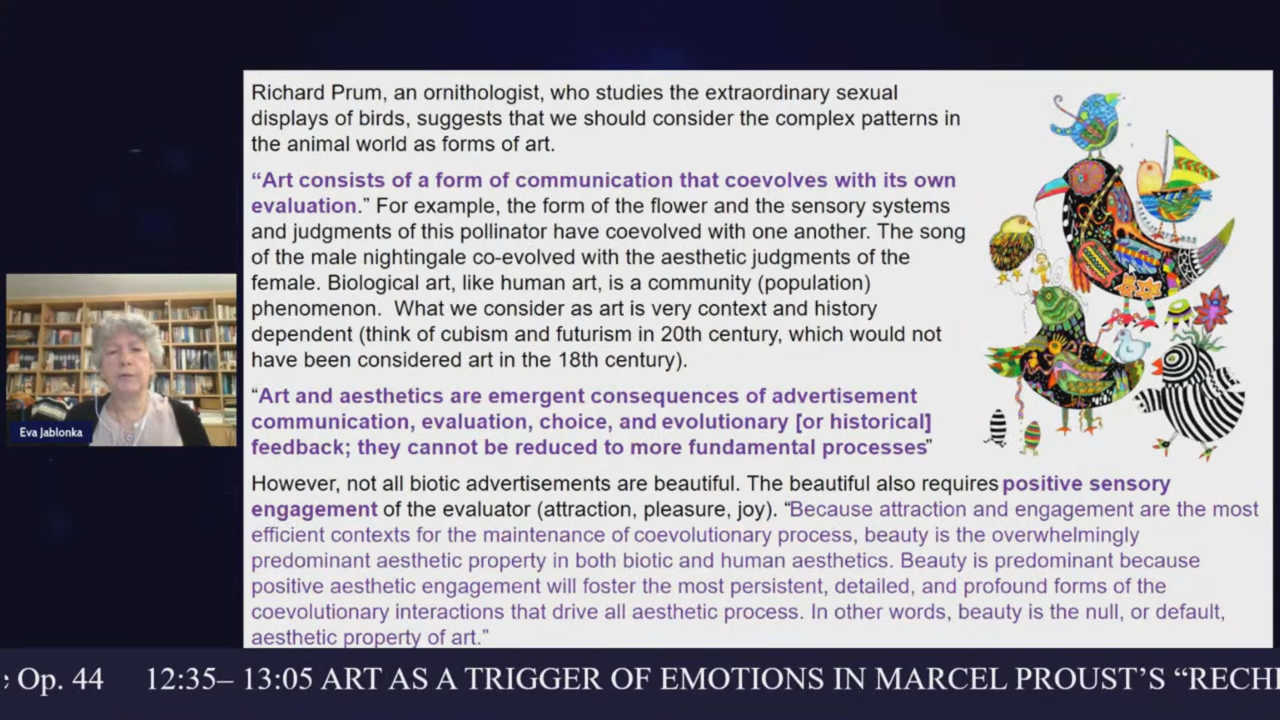 Richard Prum, an ornithologist, who studies the extraordinary sexual
displays of birds, suggests that we should consider the complex patterns in
the animal world as forms of art.
“Art consists of a form of communication that coevolves with its own
evaluation.” For example, the form of the flower and the sensory systems
and judgments of this pollinator have coevolved with one another. The song
of the male nightingale co-evolved with the aesthetic judgments of the
female. Biological art, like human art, is a community (population)
phenomenon.  What we consider as art is very context and history
dependent (think of cubism and futurism in 20th century, which would not
have been considered art in the 18th century).
“Art and aesthetics are emergent consequences of advertisement
communication, evaluation, choice, and evolutionary [or historical]
feedback; they cannot be reduced to more fundamental processes”
However, not all biotic advertisements are beautiful. The beautiful also requires positive sensory
engagement of the evaluator (attraction, pleasure, joy). “Because attraction and engagement are the most
efficient contexts for the maintenance of coevolutionary process, beauty is the overwhelmingly
predominant aesthetic property in both biotic and human aesthetics. Beauty is predominant because
positive aesthetic engagement will foster the most persistent, detailed, and profound forms of the
coevolutionary interactions that drive all aesthetic process. In other words, beauty is the null, or default,
aesthetic property of art.”
Eva Jablonka
Op. 44 12:35– 13:05 ART AS A TRIGGER OF EMOTIONS IN MARCEL PROUST’S “RECH